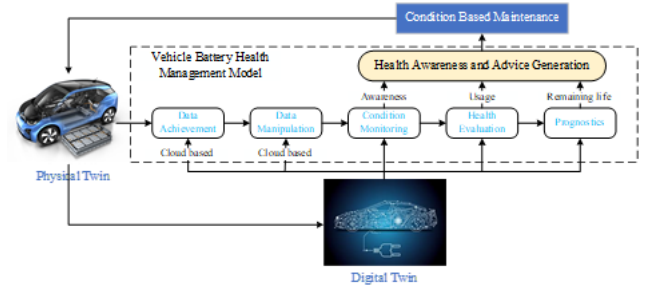 Condition Based Maintenance
Vehicle Battery Health
Management Model
Health Awareness and Advice Generation
Awareness
Usage
Remaining life
Data
Achievement
Data
Manipulation
Condition
Monitoring
Health
Evaluation
Prognostics
Cloud based
Cloud based
Physical Twin
Digital Twin